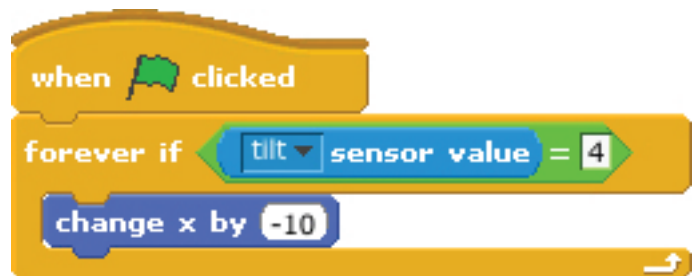 when clicked
forever if tilt sensor value = 4
change x by -10